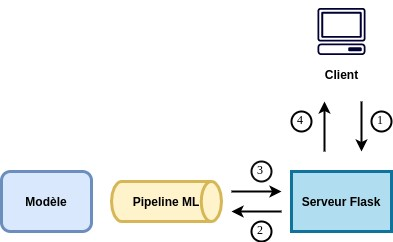 Client
4
1
3
Modèle
Pipeline ML
Serveur Flask
2